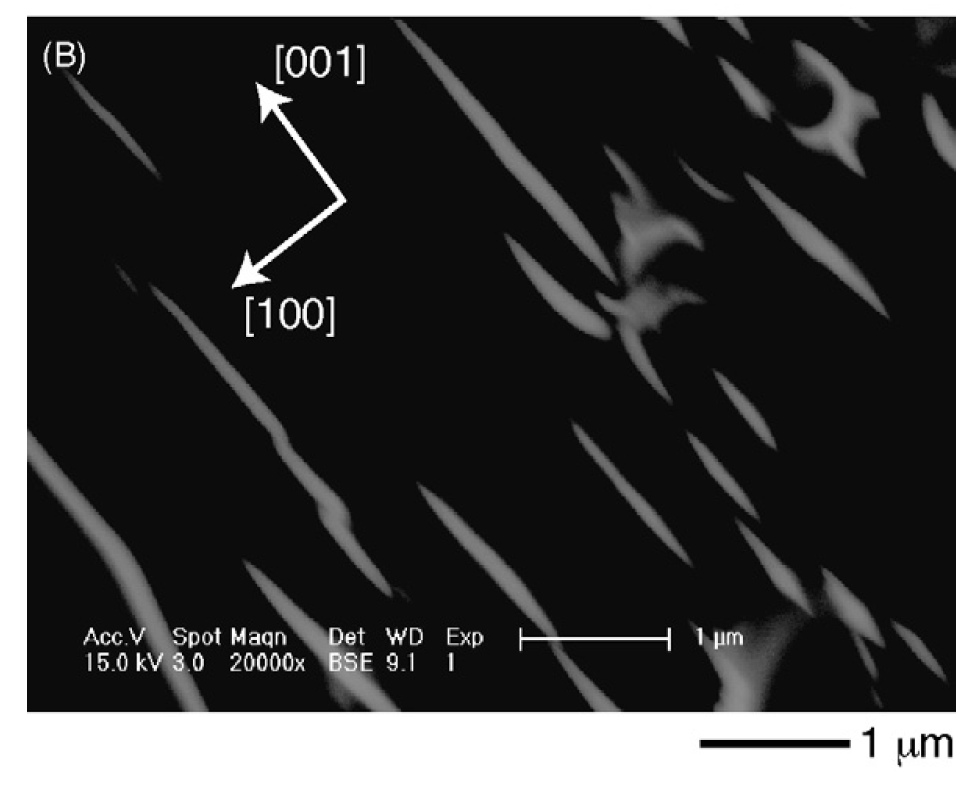 (B)
[001]
[100]
Acc.V Spot Magn Det WD Exp
15.0 kV 3.0 20000x BSE 9.1 1
1 µm
1 µm